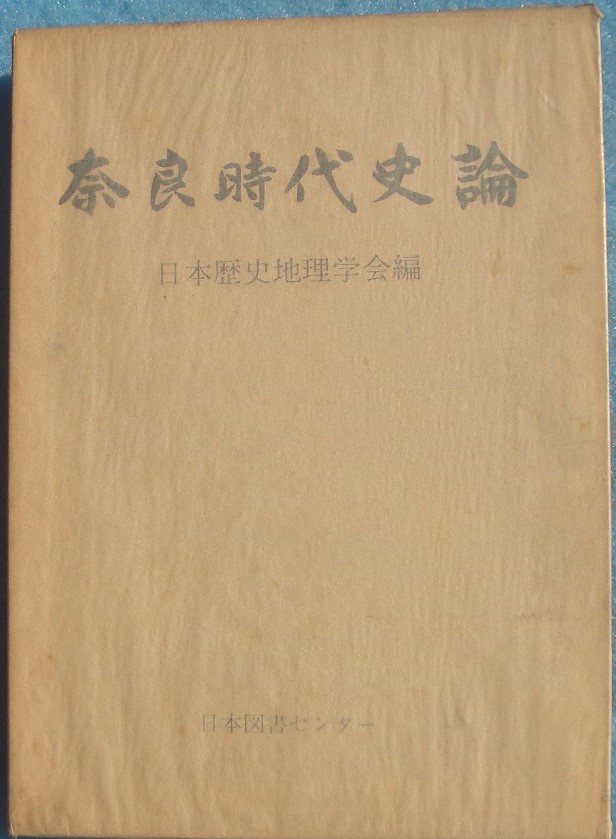 奈良時代史論
日本歴史地理学会編
日本図書センター